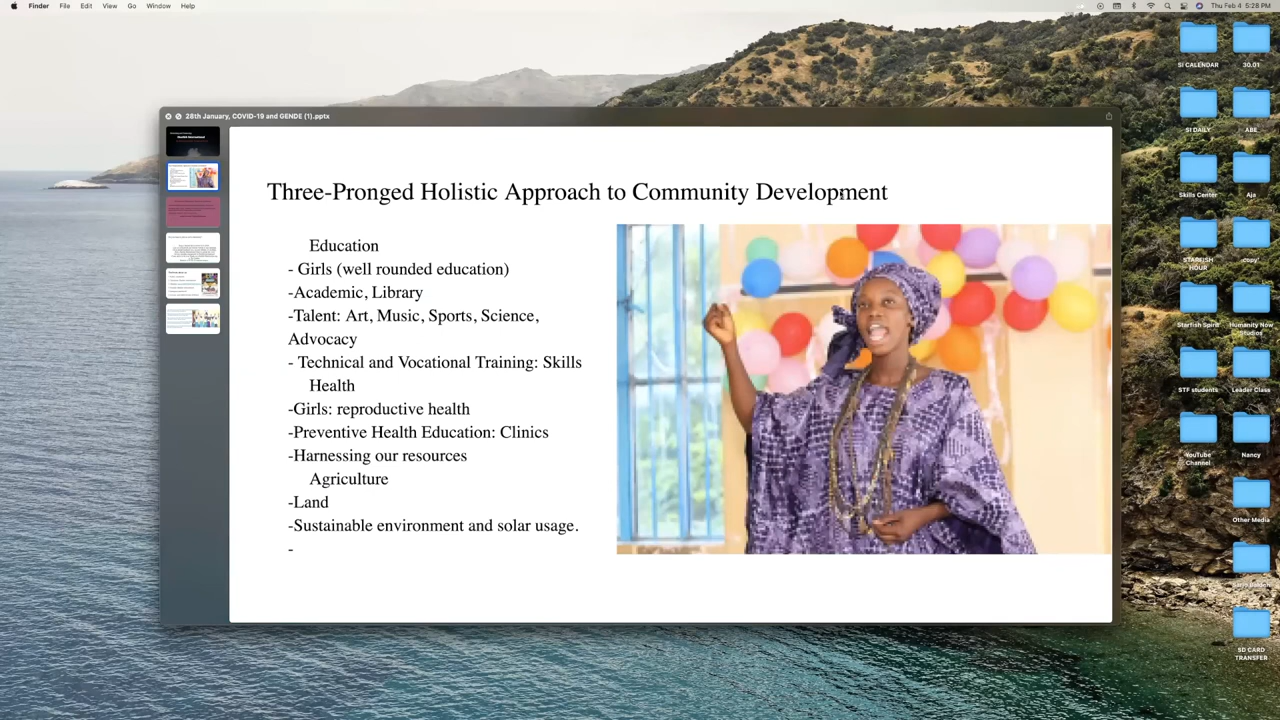 Finder File Edit View Go Window Help
Thu Feb 4 5:28 PM
28th January, COVID-19 and GENDE (1).pptx
Three-Pronged Holistic Approach to Community Development
Education
- Girls (well rounded education)
-Academic, Library
-Talent: Art, Music, Sports, Science,
Advocacy
- Technical and Vocational Training: Skills
Health
-Girls: reproductive health
-Preventive Health Education: Clinics
-Harnessing our resources
Agriculture
-Land
-Sustainable environment and solar usage.
-
SI CALENDAR
30.01
SI DAILY
ABE
Skills Center
Aja
STARFISH
HOUR
copy'
Starfish Spirit
Humanity Now
Studios
STF students
Leader Class
YouTube
Channel
Nancy
Other Media
SD CARD
TRANSFER